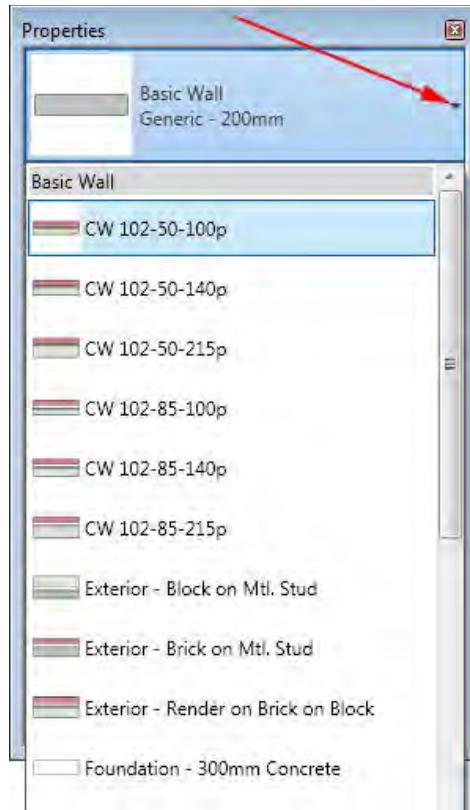 Properties
Basic Wall
Generic - 200mm
Basic Wall
CW 102-50-100p
CW 102-50-140p
CW 102-50-215p
CW 102-85-100p
CW 102-85-140p
CW 102-85-215p
Exterior - Block on Mtl. Stud
Exterior - Brick on Mtl. Stud
Exterior - Render on Brick on Block
Foundation - 300mm Concrete